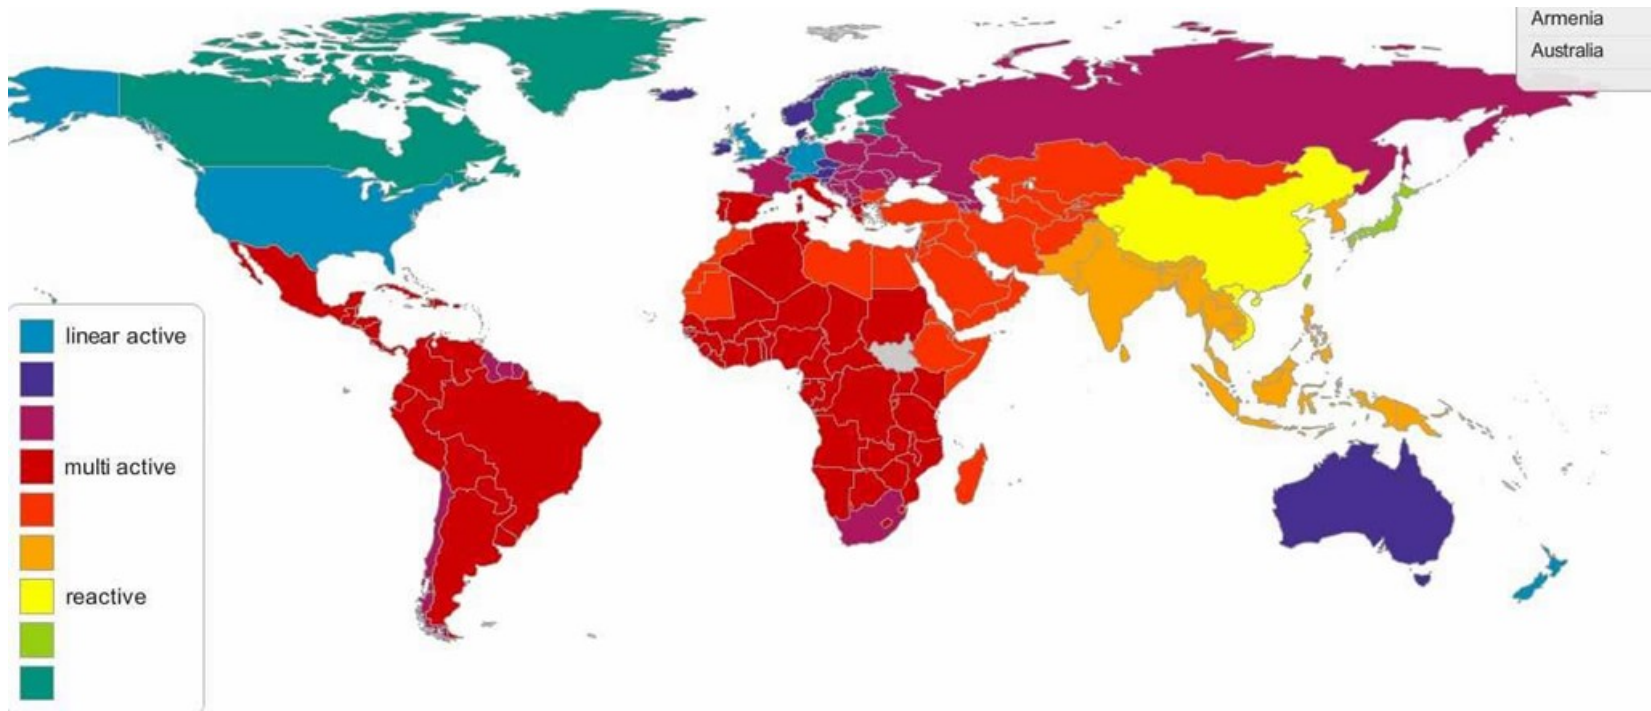 Armenia
Australia
linear active
multi active
reactive